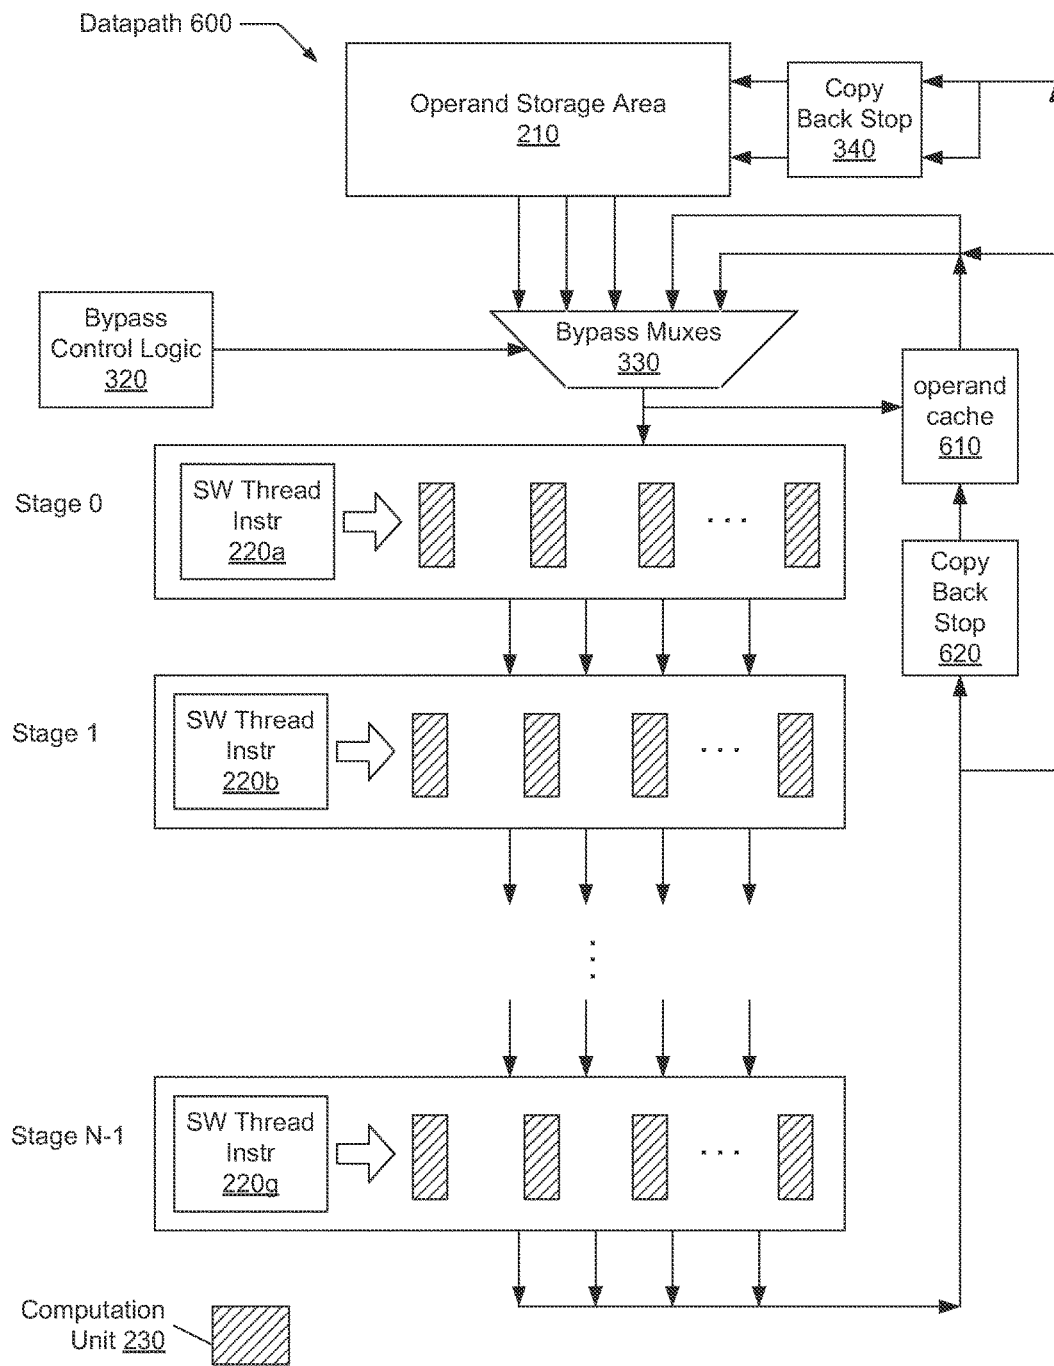 Datapath 600
Operand Storage Area
210
Copy
Back Stop
340
Bypass
Control Logic
320
Bypass Muxes
330
operand
cache
610
Stage 0
SW Thread
Instr
220a
. . .
Copy
Back
Stop
620
Stage 1
SW Thread
Instr
220b
. . .
Stage N-1
SW Thread
Instr
220g
. . .
Computation
Unit 230